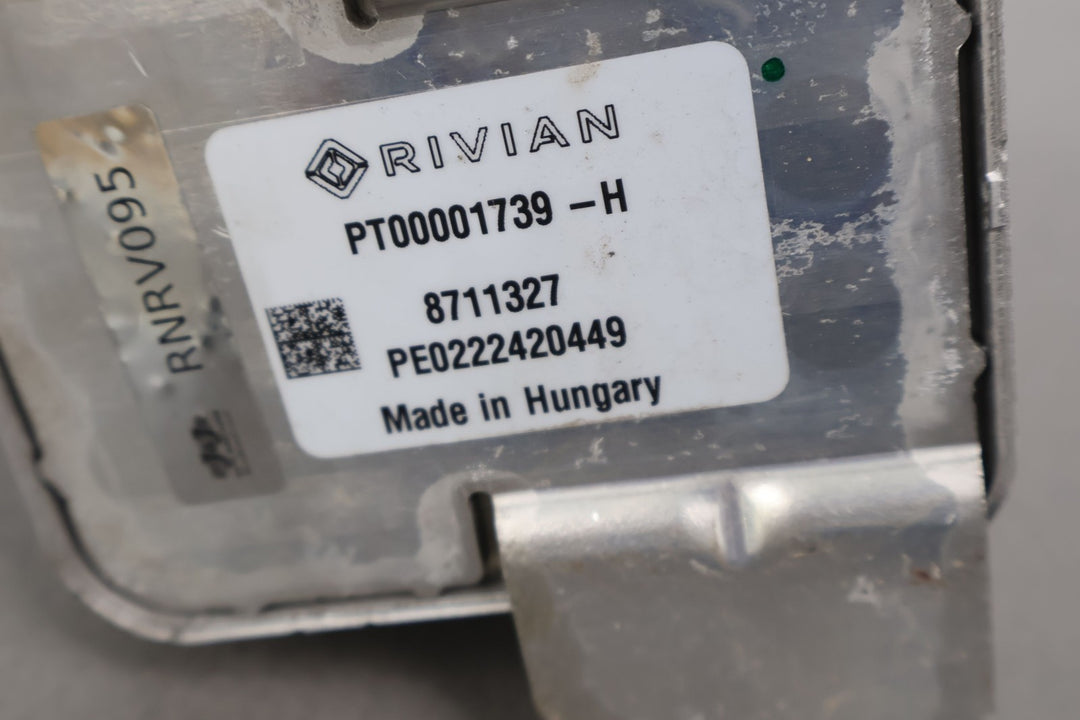 RIVIAN
PT00001739 –H
8711327
PE0222420449
Made in Hungary
RNRV095